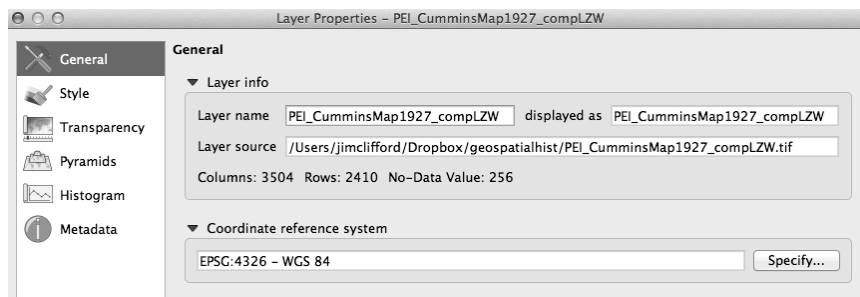 Layer Properties – PEI_CumminsMap1927_compLZW
General
Style
Transparency
Pyramids
Histogram
Metadata
General
Layer info
Layer name PEI_CumminsMap1927_compLZW displayed as PEI_CumminsMap1927_compLZW
Layer source /Users/jimclifford/Dropbox/geospatialhist/PEI_CumminsMap1927_compLZW.tif
Columns: 3504 Rows: 2410 No-Data Value: 256
Coordinate reference system
EPSG:4326 – WGS 84 Specify...